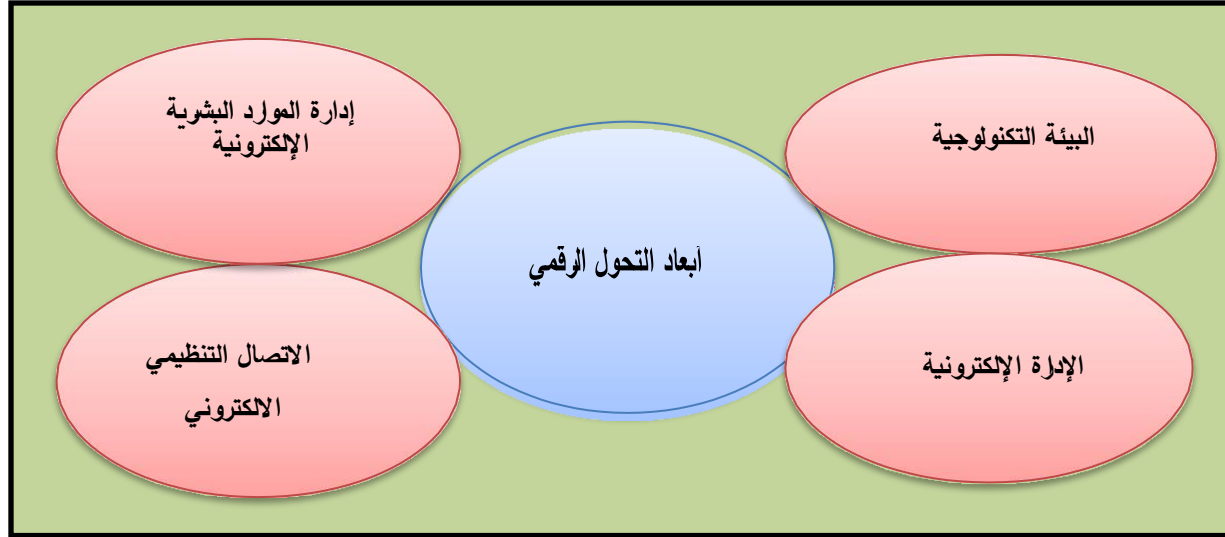 البيئة التكنولوجية
إدارة الموارد البشرية
الإلكترونية
أبعاد التحول الرقمي
الإدارة الإلكترونية
الاتصال التنظيمي
الالكتروني